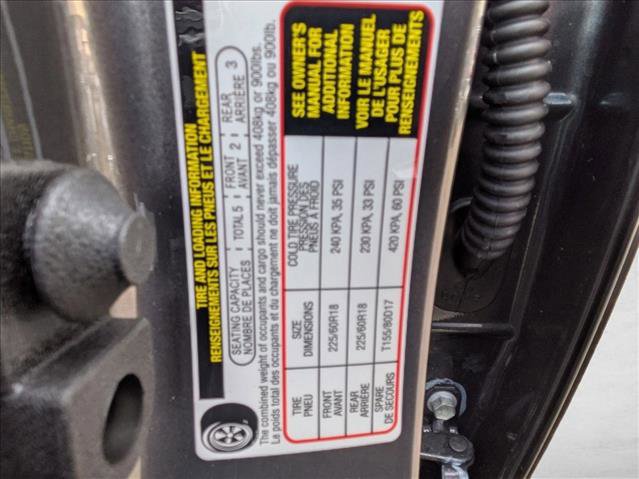 TIRE AND LOADING INFORMATION
RENSEIGNEMENTS SUR LES PNEUS ET LE CHARGEMENT
SEATING CAPACITY
NOMBRE DE PLACES
TOTAL 5
FRONT 2
AVANT
REAR 3
ARRIÈRE
The combined weight of occupants and cargo should never exceed 408kg or 900lbs.
Le poids total des occupants et du chargement ne doit jamais dépasser 408kg ou 900lb.
TIRE
PNEU
SIZE
DIMENSIONS
COLD TIRE PRESSURE
PRESSION DES
PNEUS À FROID
SEE OWNER'S
MANUAL FOR
ADDITIONAL
INFORMATION
VOIR LE MANUEL
DE L'USAGER
POUR PLUS DE
RENSEIGNEMENTS
FRONT
AVANT
225/60R18
240 KPA, 35 PSI
REAR
ARRIÈRE
225/60R18
230 KPA, 33 PSI
SPARE
DE SECOURS
T155/80D17
420 KPA, 60 PSI